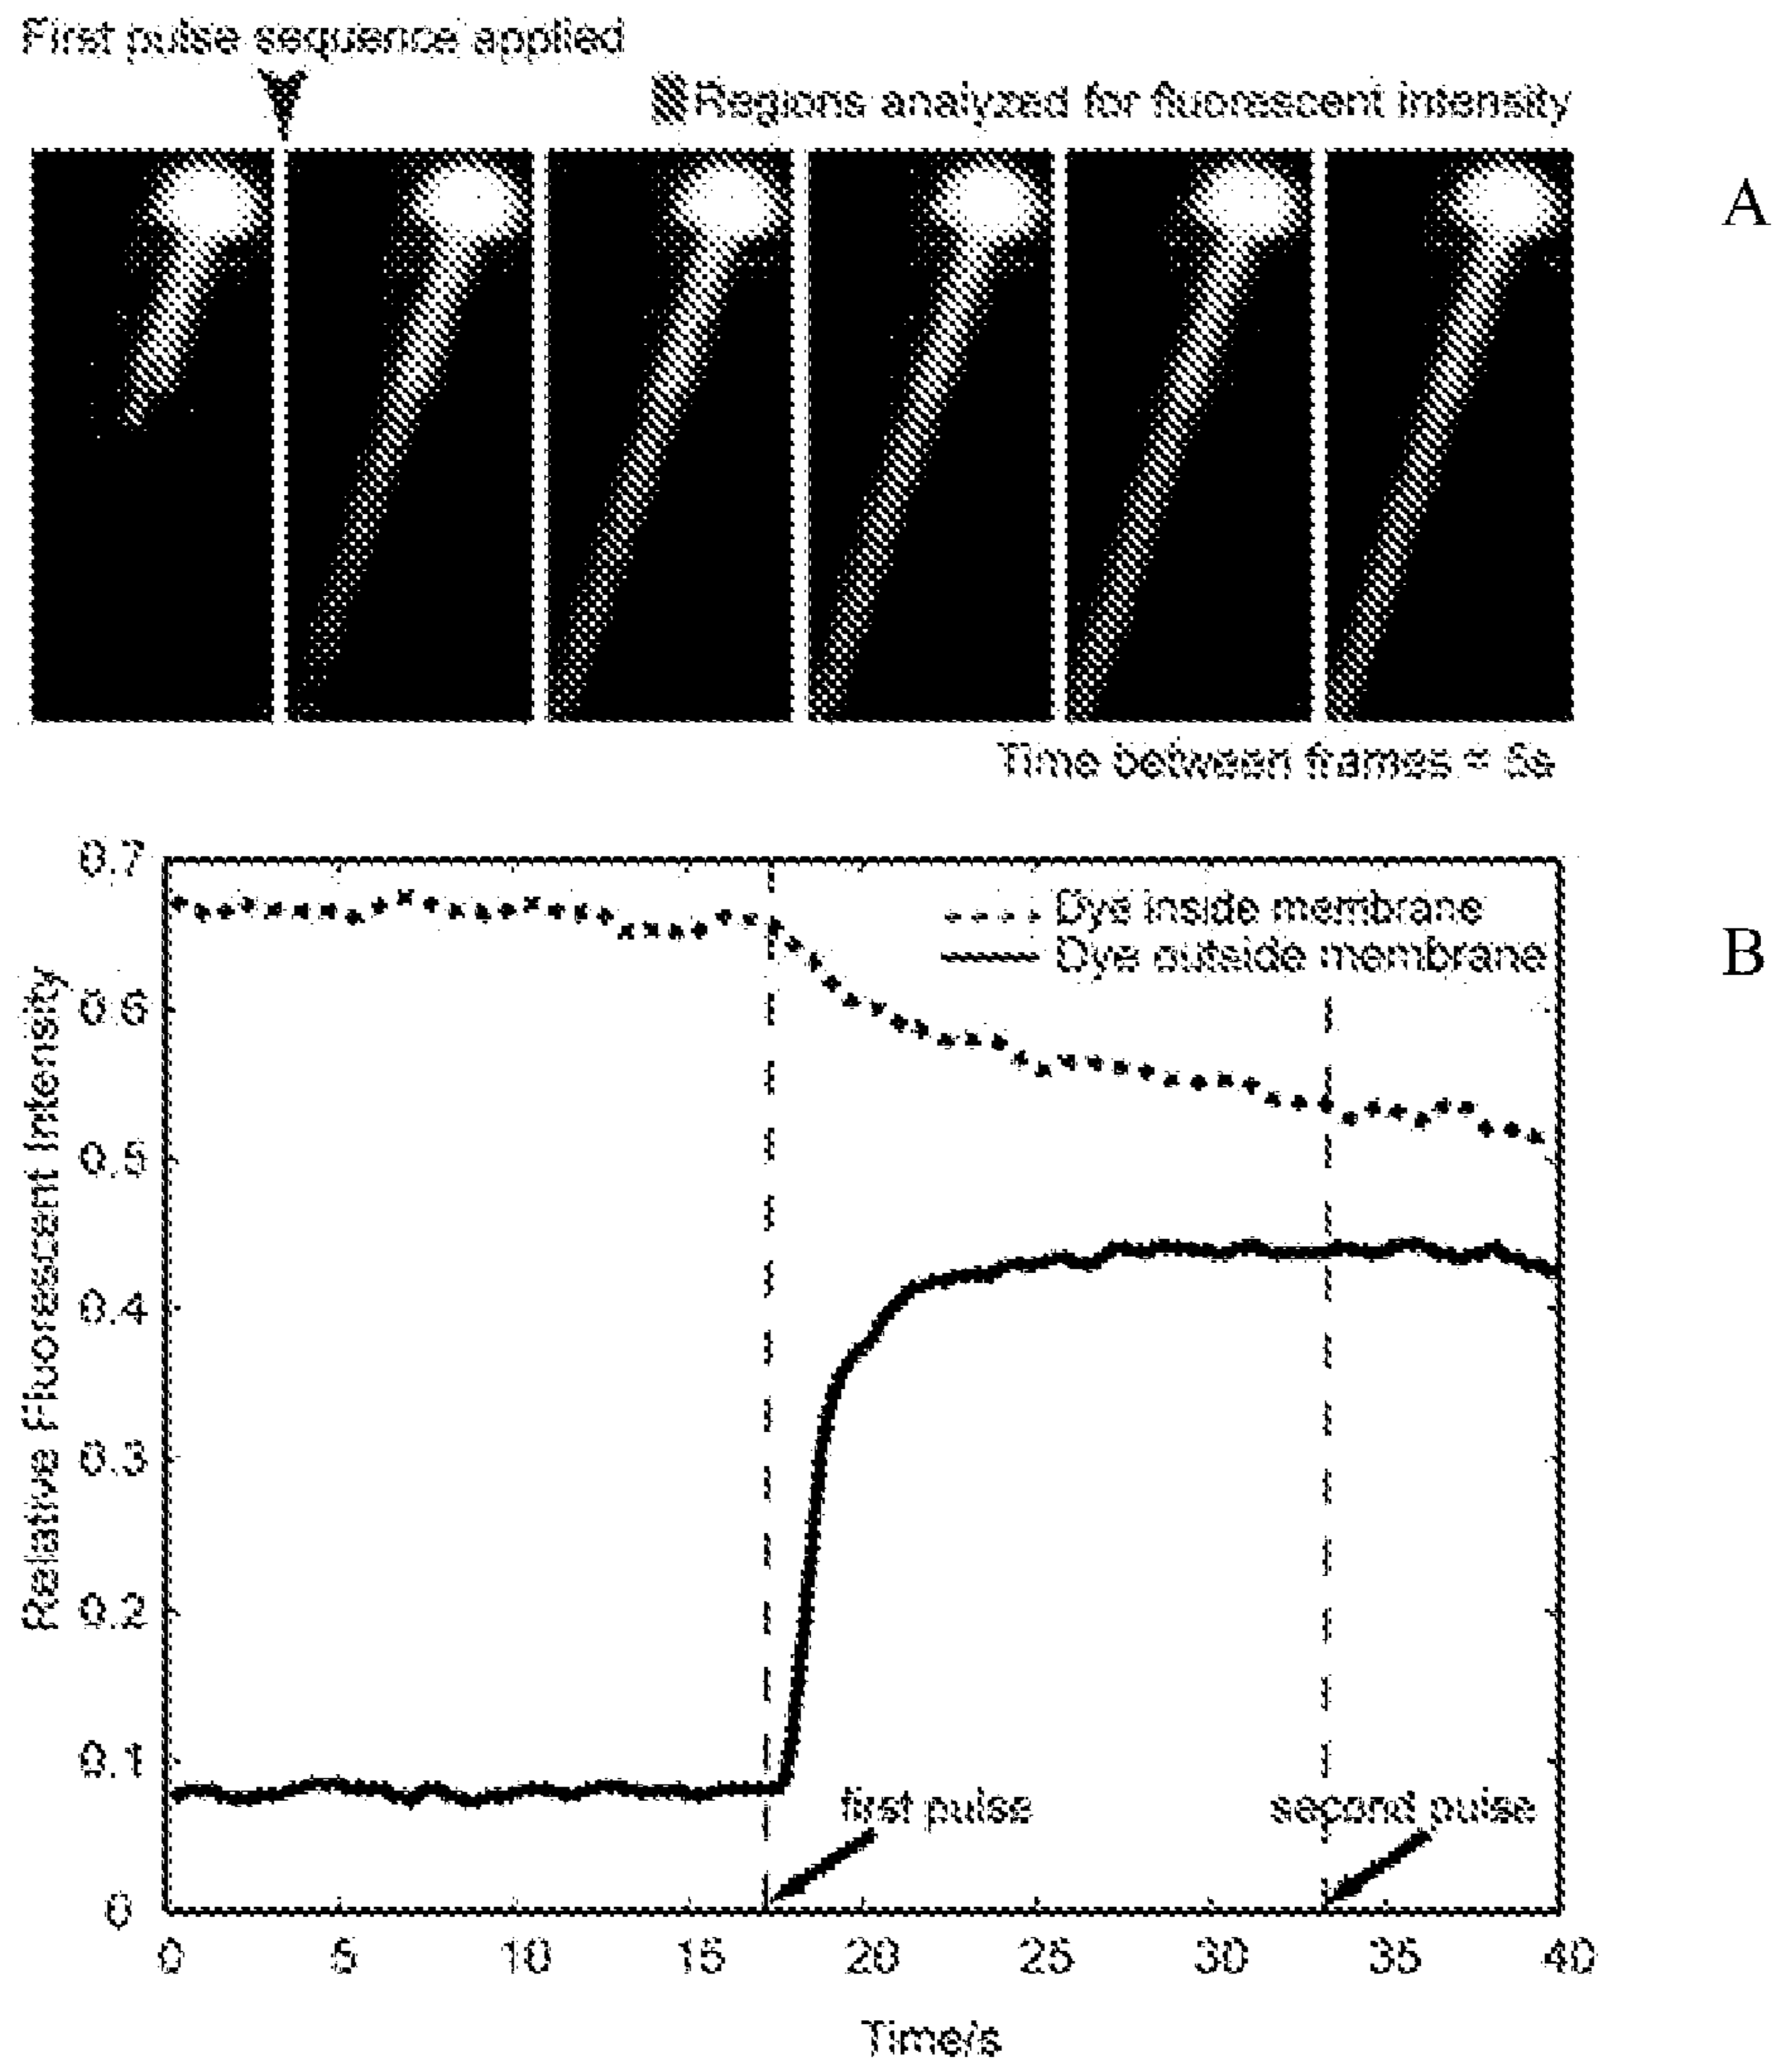 First pulse sequence applied
Regions analyzed for fluorescent intensity
A
Time between frames = 5s
B
0.7
0.6
0.5
0.4
0.3
0.2
0.1
0
Relative Fluorescent Intensity
Dye inside membrane
Dye outside membrane
first pulse
second pulse
0 5 10 15 20 25 30 35 40
Time/s